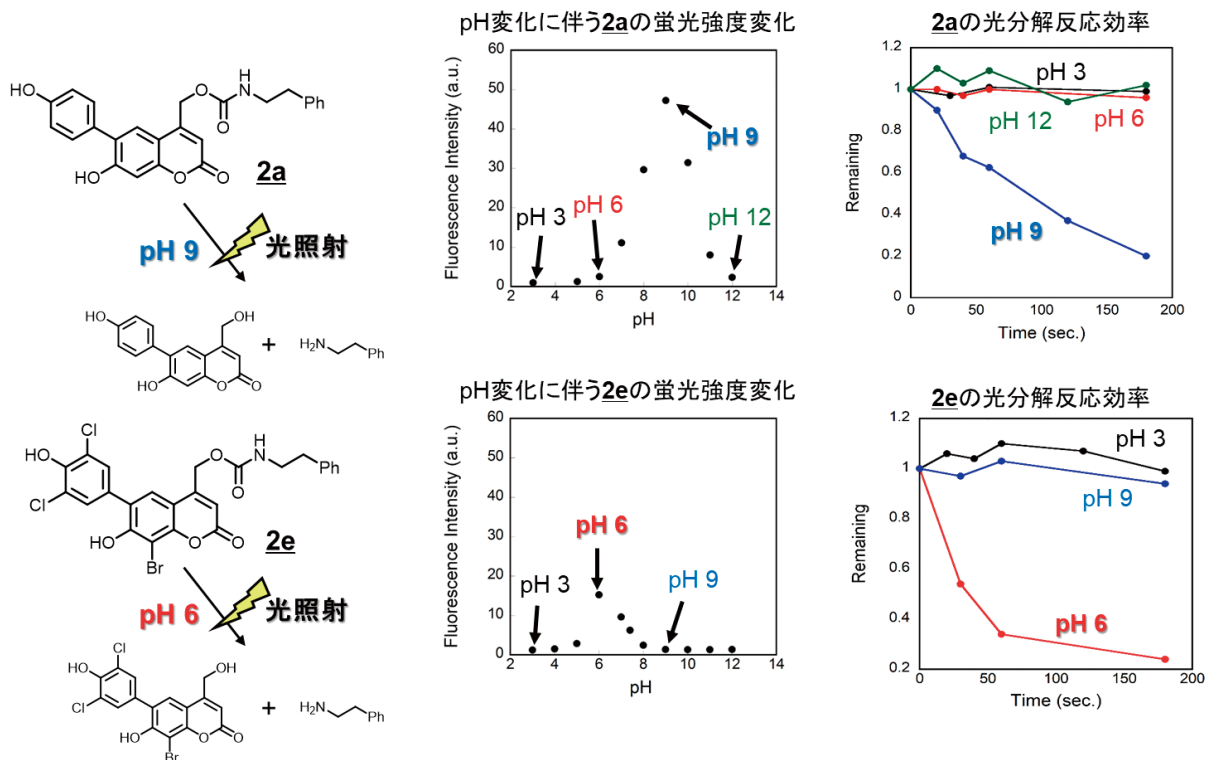 HO
O
O
H
N
Ph
HO
O
O
2a
pH 9
光照射
HO
OH
HO
O
O
+
H2N
Ph
pH変化に伴う2aの蛍光強度変化
Fluorescence Intensity (a.u.)
60
50
40
30
20
10
0
2 4 6 8 10 12 14
pH
pH 3
pH 6
pH 9
pH 12
2aの光分解反応効率
Remaining
1.2
1
0.8
0.6
0.4
0.2
0 50 100 150 200
Time (sec.)
pH 3
pH 12
pH 6
pH 9
Cl
HO
Cl
O
O
H
N
Ph
HO
Br
O
O
2e
pH 6
光照射
Cl
HO
Cl
OH
HO
Br
O
O
+
H2N
Ph
pH変化に伴う2eの蛍光強度変化
Fluorescence Intensity (a.u.)
60
50
40
30
20
10
0
2 4 6 8 10 12 14
pH
pH 3
pH 6
pH 9
2eの光分解反応効率
Remaining
1.2
1
0.8
0.6
0.4
0.2
0 50 100 150 200
Time (sec.)
pH 3
pH 9
pH 6